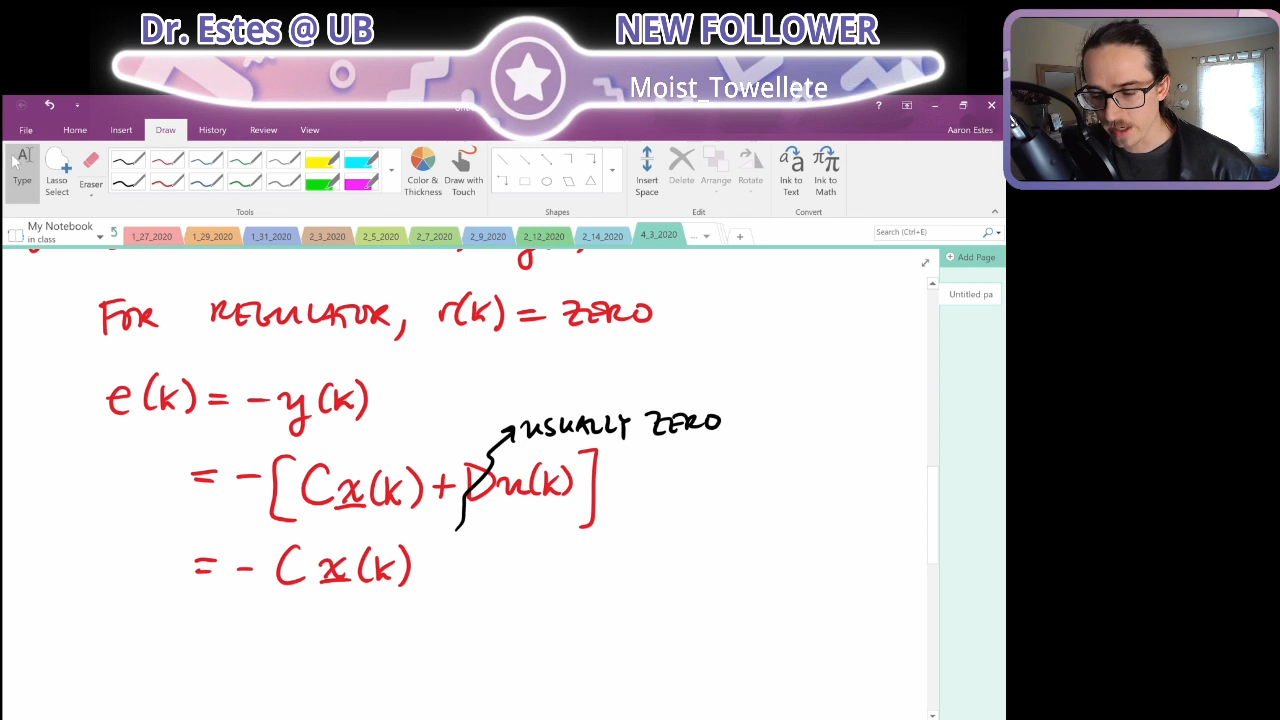 Dr. Estes @ UB
NEW FOLLOWER
Moist_Towellete
File Home Insert Draw History Review View
? Aaron Estes
Type
Lasso Select
Eraser
Color & Thickness
Draw with Touch
Insert Space
Delete
Arrange
Rotate
Ink to Text
Ink to Math
Tools
Shapes
Edit
Convert
My Notebook
in class
1_27_2020 1_29_2020 1_31_2020 2_3_2020 2_5_2020 2_7_2020 2_9_2020 2_12_2020 2_14_2020 4_3_2020 ...
Search (Ctrl+E)
Add Page
Untitled pa
FOR REGULATOR, r(k) = ZERO
e(k) = -y(k)
USUALLY ZERO
= -[Cx(k) + Du(k)]
= -Cx(k)